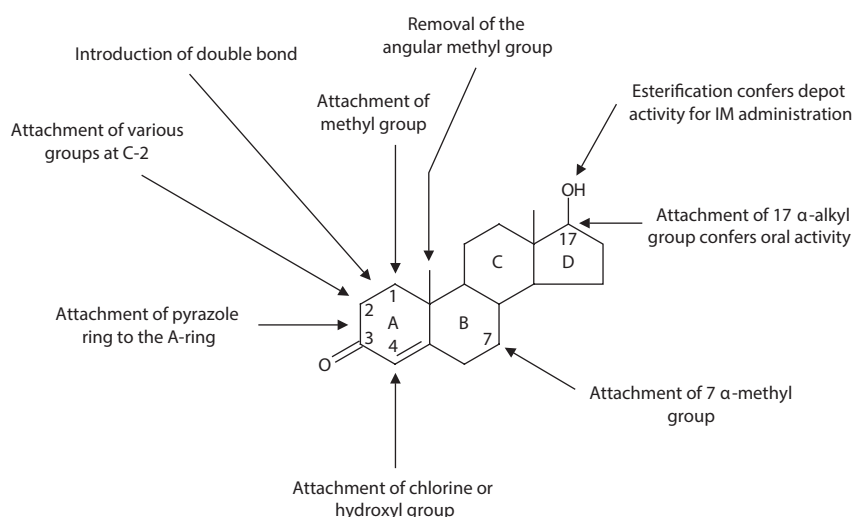 Removal of the
angular methyl group
Introduction of double bond
Attachment of
methyl group
Esterification confers depot
activity for IM administration
Attachment of various
groups at C-2
OH
Attachment of 17 α-alkyl
group confers oral activity
17
C
D
1
2
Attachment of pyrazole
ring to the A-ring
A
B
3
4
7
O
Attachment of 7 α-methyl
group
Attachment of chlorine or
hydroxyl group